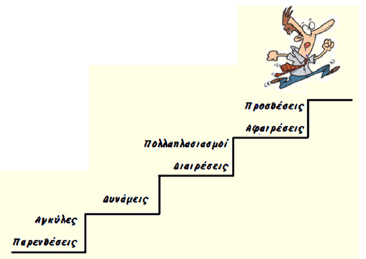 Προσθέσεις
Αφαιρέσεις
Πολλαπλασιασμοί
Διαιρέσεις
Δυνάμεις
Αγκύλες
Παρενθέσεις